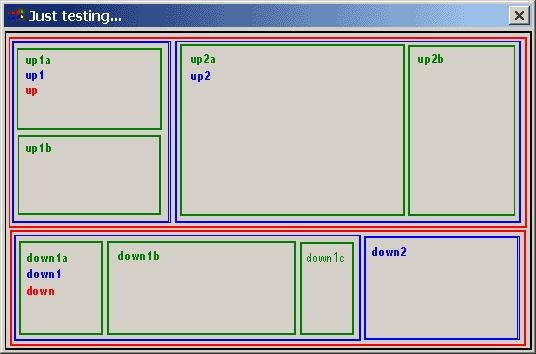 Just testing...
up1a
up1
up
up1b
up2a
up2
up2b
down1a
down1
down
down1b
down1c
down2